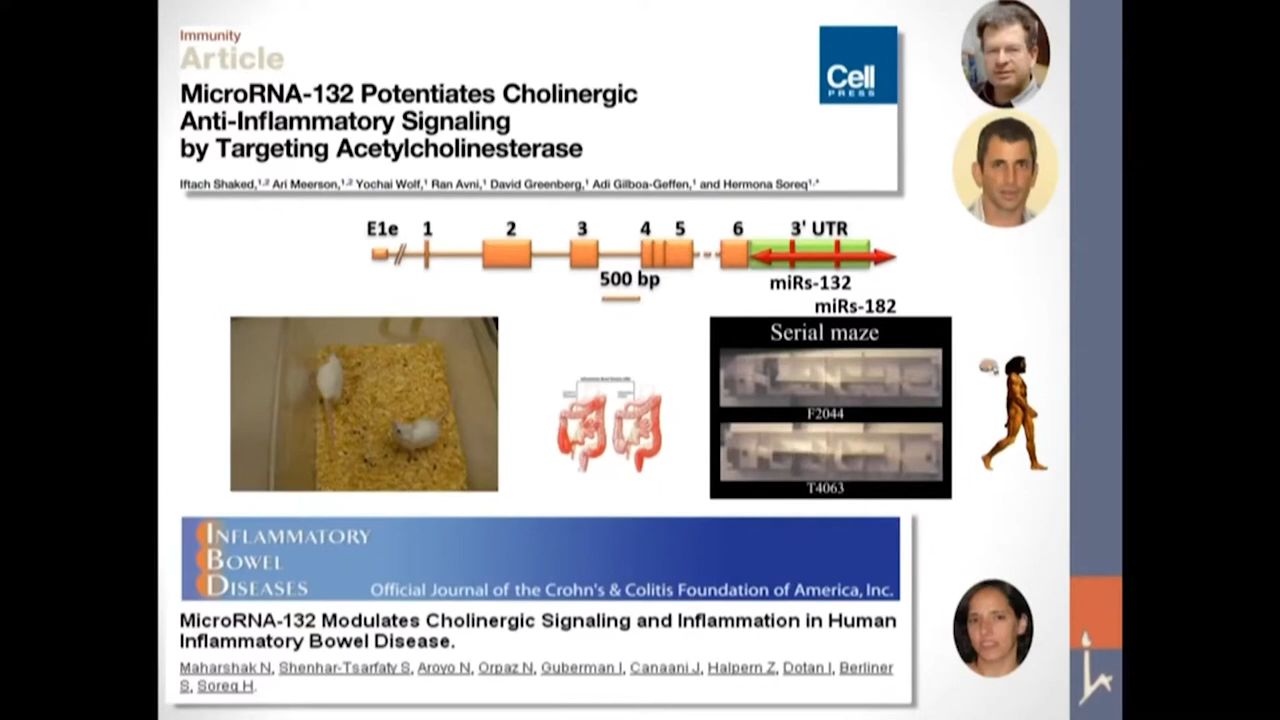 Immunity
Article
MicroRNA-132 Potentiates Cholinergic
Anti-Inflammatory Signaling
by Targeting Acetylcholinesterase
Iftach Shaked,1,2 Ari Meerson,1,2 Yochai Wolf,1 Ran Avni,1 David Greenberg,1 Adi Gilboa-Geffen,1 and Hermona Soreq1,*
Cell
PRESS
E1e 1 2 3 4 5 6 3' UTR
500 bp
miRs-132
miRs-182
Serial maze
F2044
T4063
INFLAMMATORY
BOWEL
DISEASES
Official Journal of the Crohn's & Colitis Foundation of America, Inc.
MicroRNA-132 Modulates Cholinergic Signaling and Inflammation in Human
Inflammatory Bowel Disease.
Maharshak N, Shenhar-Tsarfaty S, Aroyo N, Orpaz N, Guberman I, Canaani J, Halpern Z, Dotan I, Berliner
S, Soreq H.